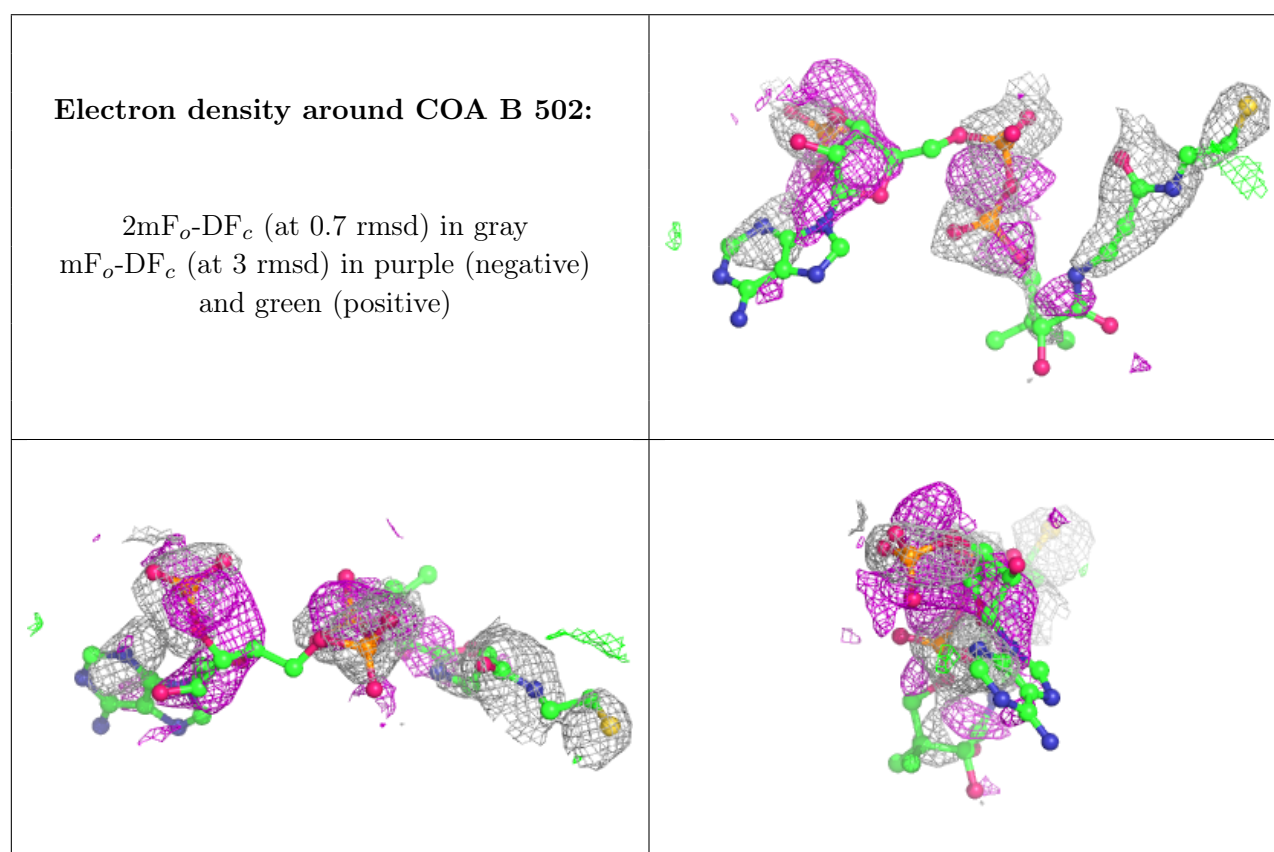 Electron density around COA B 502:
2mFo-DFc (at 0.7 rmsd) in gray
mFo-DFc (at 3 rmsd) in purple (negative)
and green (positive)